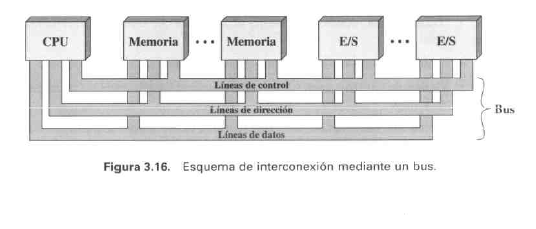 CPU Memoria ••• Memoria E/S ••• E/S
Líneas de control
Líneas de dirección
Bus
Líneas de datos
Figura 3.16. Esquema de interconexión mediante un bus.